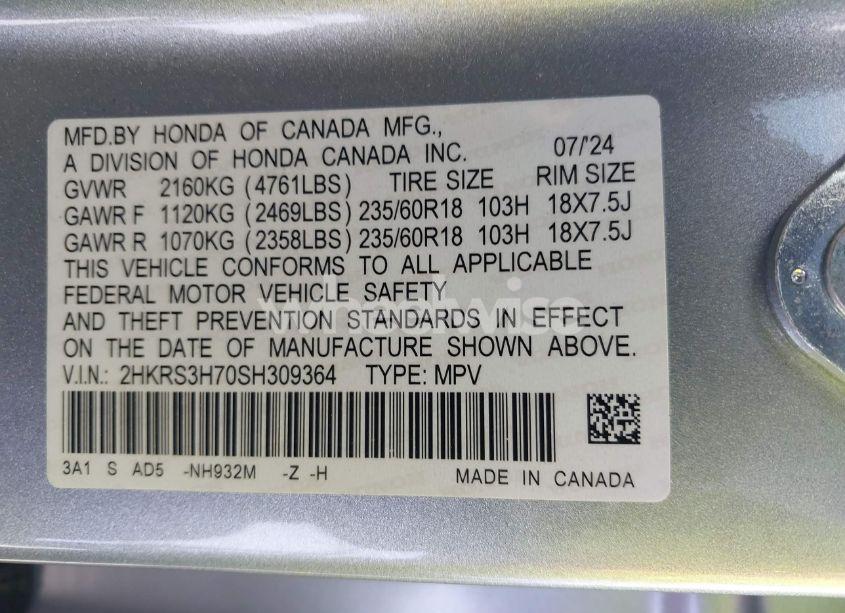 MFD.BY HONDA OF CANADA MFG.,
A DIVISION OF HONDA CANADA INC. 07/'24
GVWR 2160KG (4761LBS) TIRE SIZE RIM SIZE
GAWR F 1120KG (2469LBS) 235/60R18 103H 18X7.5J
GAWR R 1070KG (2358LBS) 235/60R18 103H 18X7.5J
THIS VEHICLE CONFORMS TO ALL APPLICABLE
FEDERAL MOTOR VEHICLE SAFETY
AND THEFT PREVENTION STANDARDS IN EFFECT
ON THE DATE OF MANUFACTURE SHOWN ABOVE.
V.I.N.: 2HKRS3H70SH309364 TYPE: MPV
3A1 S AD5 -NH932M -Z -H MADE IN CANADA
wheelwise